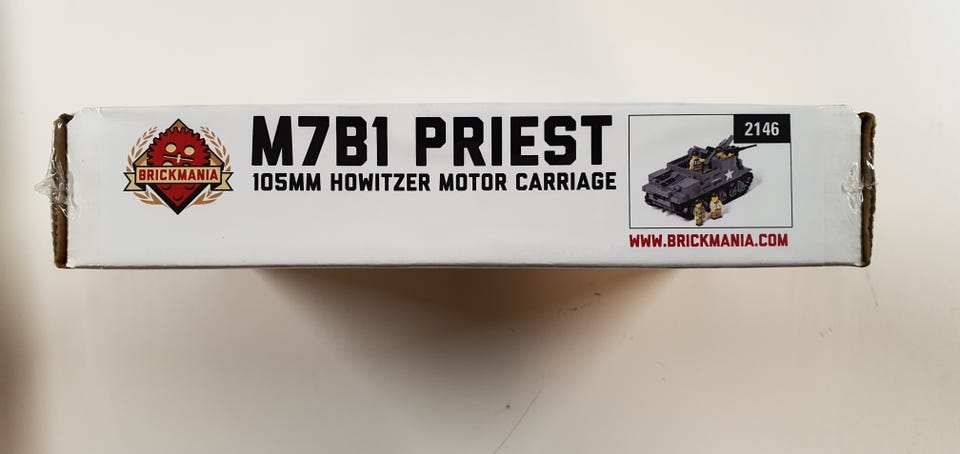 BRICKMANIA
M7B1 PRIEST
105MM HOWITZER MOTOR CARRIAGE
2146
WWW.BRICKMANIA.COM